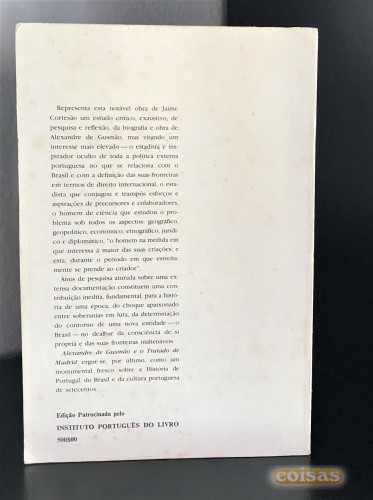 Representa esta notável obra de Jaime
Cortesão um estudo crítico, exaustivo, de
pesquisa e reflexão, da biografia e obra de
Alexandre de Gusmão, mas visando um
interesse mais elevado — o estadista e ins-
pirador oculto de toda a política externa
portuguesa no que se relaciona com o
Brasil e com a definição das suas fronteiras
em termos de direito internacional, o es-
tadista que conjugou e transpôs esforços e
aspirações de precursores e colaboradores,
o homem de ciência que estudou o pro-
blema sob todos os aspectos: geográfico,
geopolítico, económico, etnográfico, jurídi-
co e diplomático, "o homem na medida em
que interessa à maior das suas criações; e
esta, durante o período em que estreita-
mente se prende ao criador".
Anos de pesquisa aturada sobre uma ex-
tensa documentação constituem uma con-
tribuição inédita, fundamental, para a histó-
ria de uma época, do choque apaixonado
entre soberanias em luta, da determinação
do contorno de uma nova entidade — o
Brasil — no dealbar da consciência de si
própria e das suas fronteiras inalienáveis.
Alexandre de Gusmão e o Tratado de
Madrid ergue-se, por último, como um
monumental fresco sobre a História de
Portugal, do Brasil e da cultura portuguesa
de setecentos.
Edição Patrocinada pelo
INSTITUTO PORTUGUÊS DO LIVRO
500$00
coisas